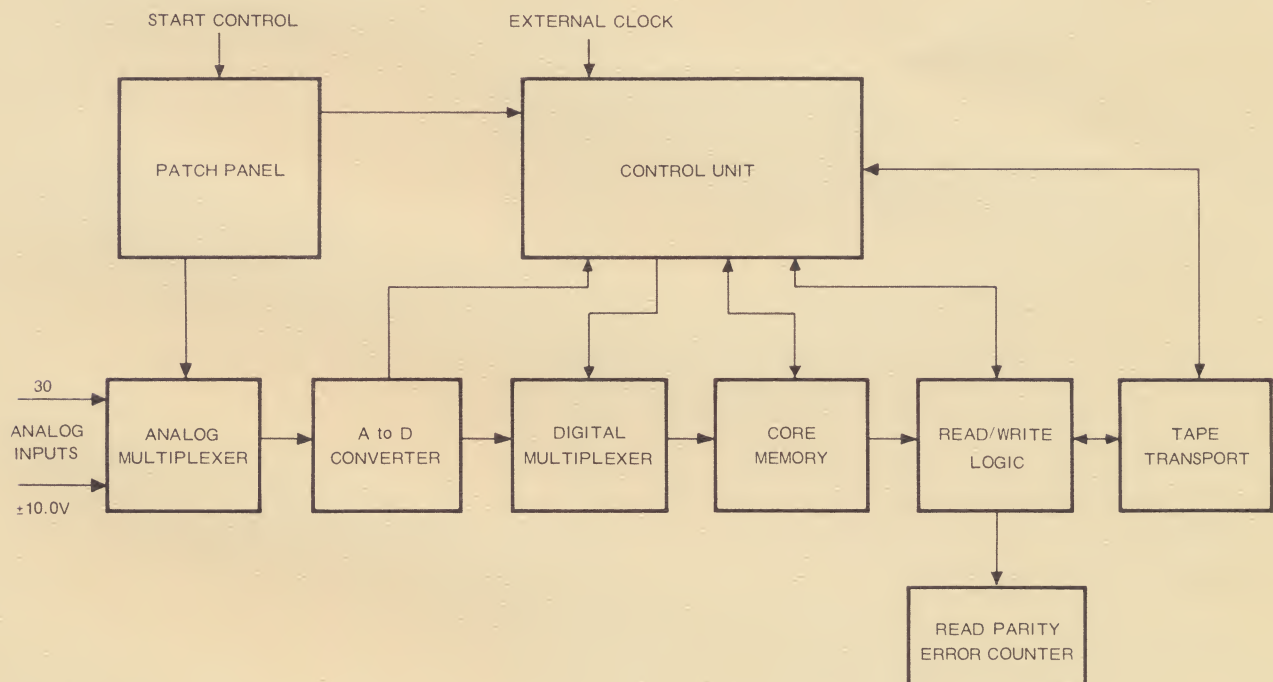 START CONTROL
EXTERNAL CLOCK
PATCH PANEL
CONTROL UNIT
30
ANALOG
INPUTS
±10.0V
ANALOG
MULTIPLEXER
A to D
CONVERTER
DIGITAL
MULTIPLEXER
CORE
MEMORY
READ/WRITE
LOGIC
TAPE
TRANSPORT
READ PARITY
ERROR COUNTER